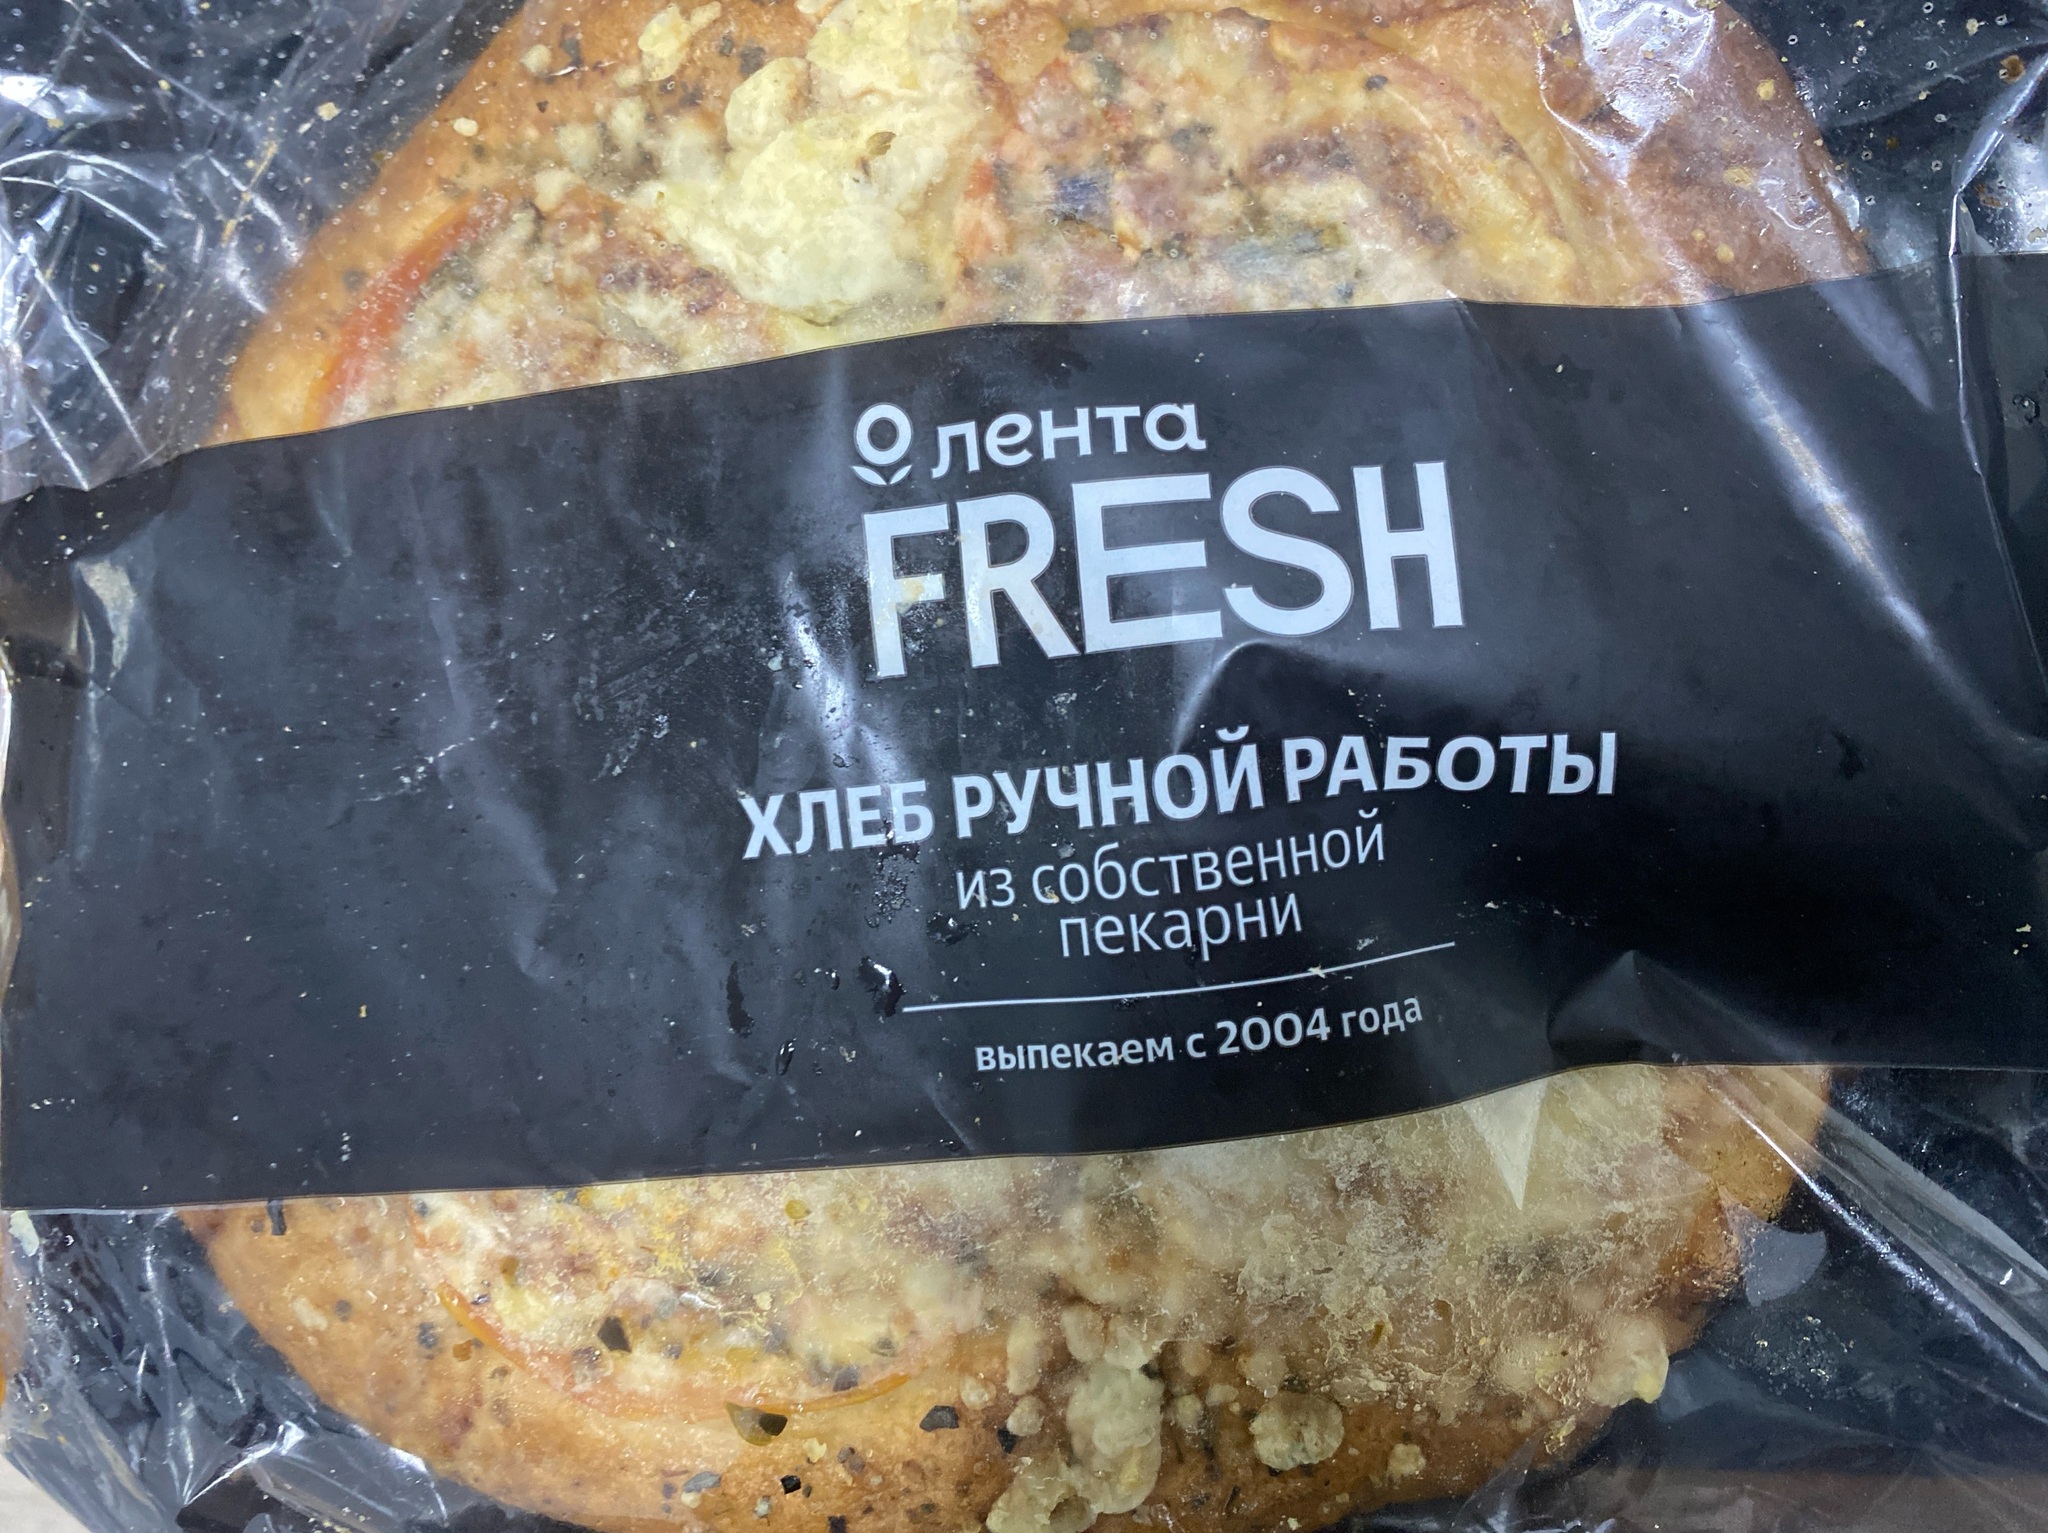 лента
FRESH
ХЛЕБ РУЧНОЙ РАБОТЫ
из собственной
пекарни
выпекаем с 2004 года